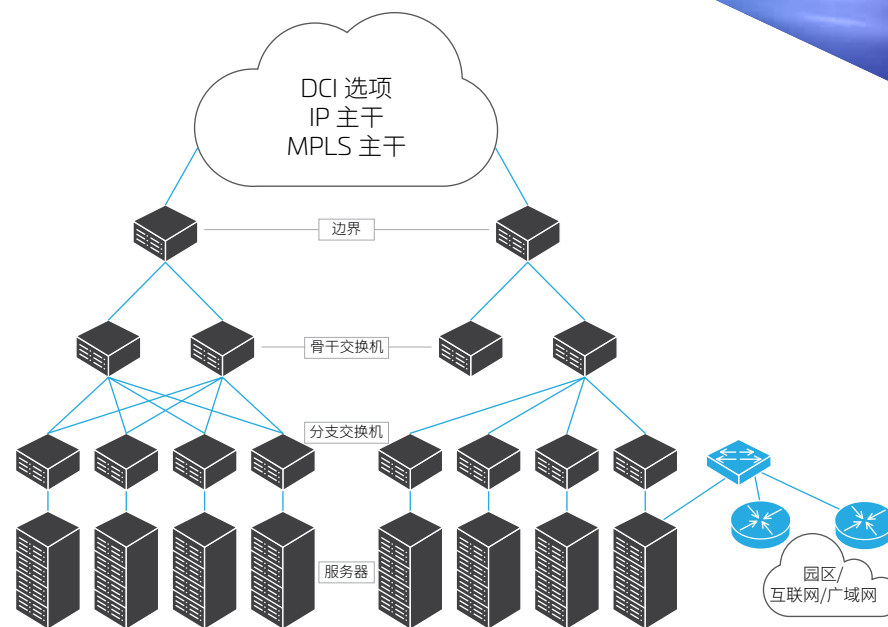 DCI 选项
IP 主干
MPLS 主干
边界
骨干交换机
分支交换机
服务器
园区/
互联网/广域网